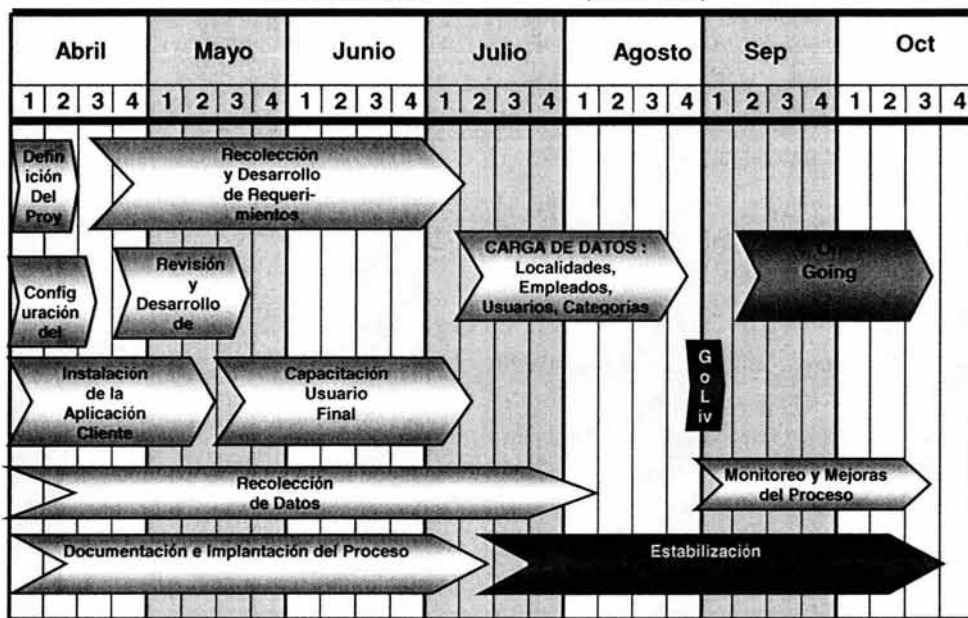 Abril Mayo Junio Julio Agosto Sep Oct
1 2 3 4 1 2 3 4 1 2 3 4 1 2 3 4 1 2 3 4 1 2 3 4 1 2 3 4
Defin
ición
Del
Proy
Recolección
y Desarrollo
de Requeri-
mientos
Config
uración
del
Revisión
y
Desarrollo
de
CARGA DE DATOS :
Localidades,
Empleados,
Usuarios, Categorias
On
Going
Instalación
de la
Aplicación
Cliente
Capacitación
Usuario
Final
G
o
L
iv
Recolección
de Datos
Monitoreo y Mejoras
del Proceso
Documentación e Implantación del Proceso
Estabilización